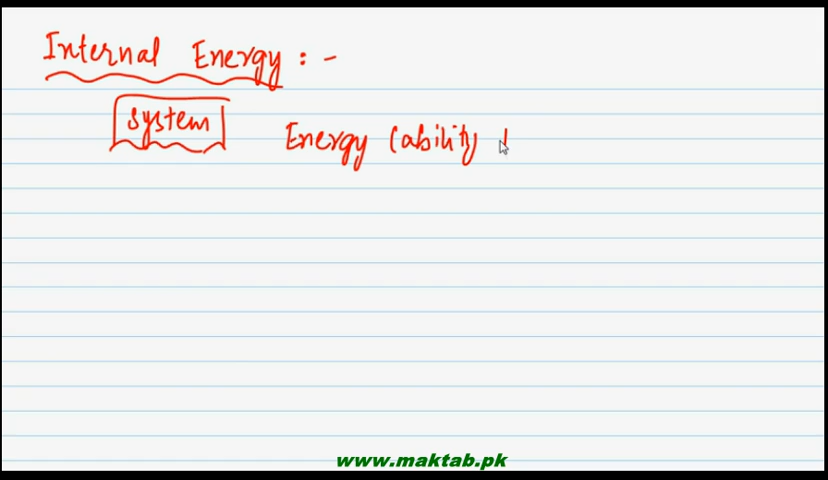 Internal Energy : -
System
Energy (ability
www.maktab.pk